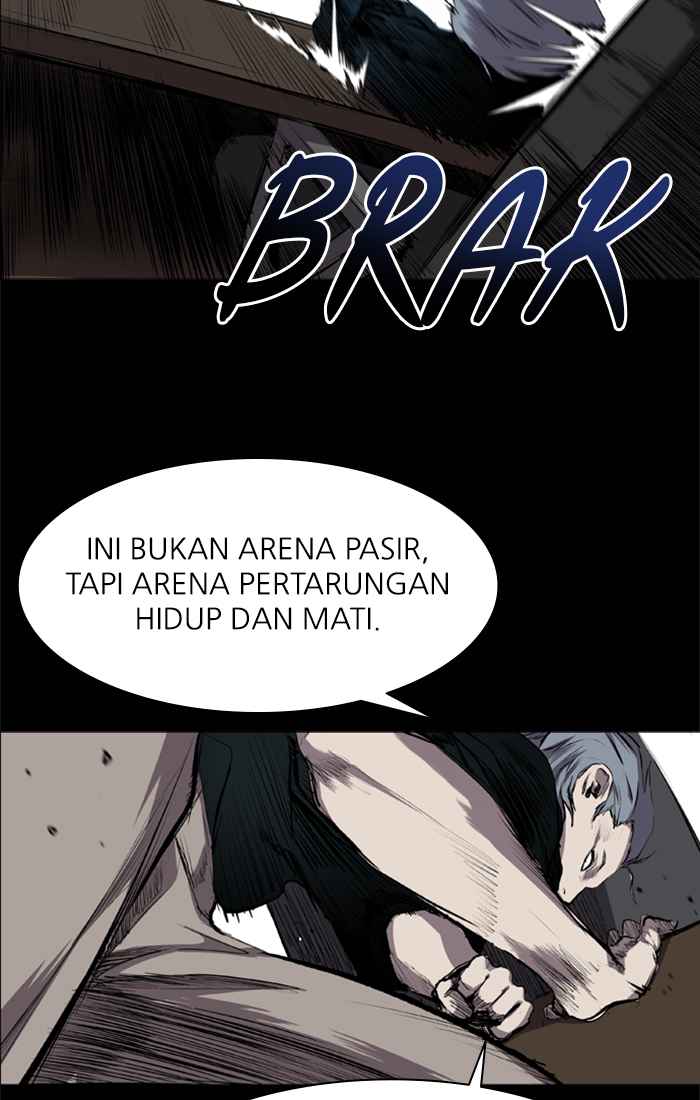 BRAK
INI BUKAN ARENA PASIR,
TAPI ARENA PERTARUNGAN
HIDUP DAN MATI.